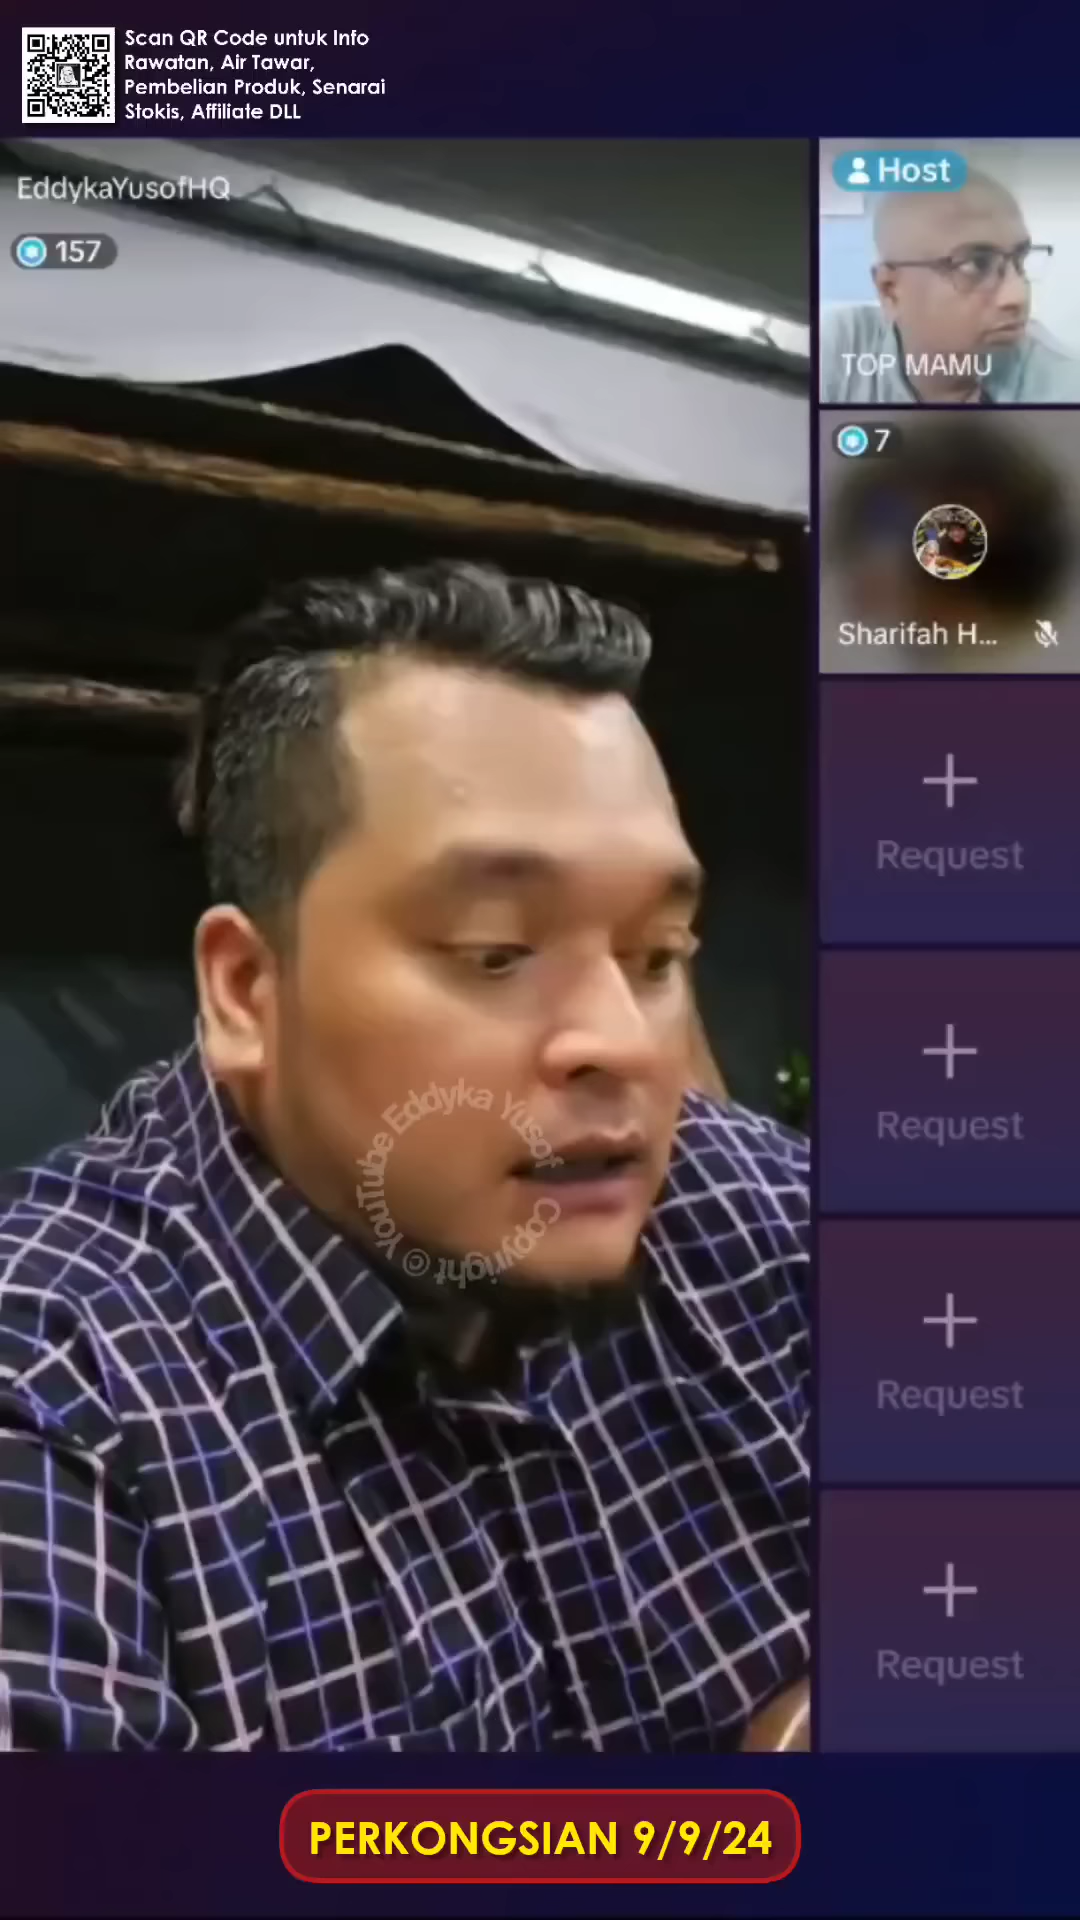 Scan QR Code untuk Info
Rawatan, Air Tawar,
Pembelian Produk, Senarai
Stokis, Affiliate DLL
EddykaYusofHQ
157
Host
TOP MAMU
7
Sharifah H...
Request
Request
Request
Request
Copyright © YouTube Eddyka Yusof
PERKONGSIAN 9/9/24